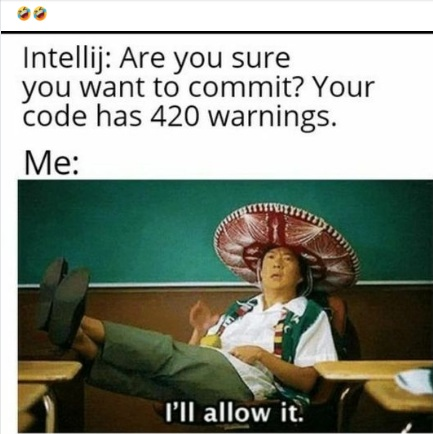 🤣🤣
Intellij: Are you sure
you want to commit? Your
code has 420 warnings.
Me:
I'll allow it.